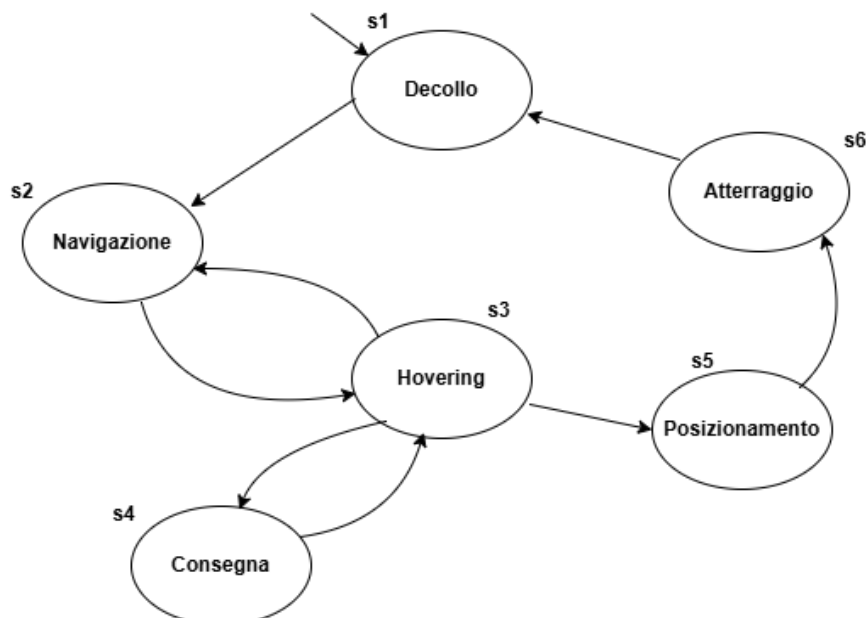 s1
Decollo
s6
Atterraggio
s2
Navigazione
s3
Hovering
s5
Posizionamento
s4
Consegna